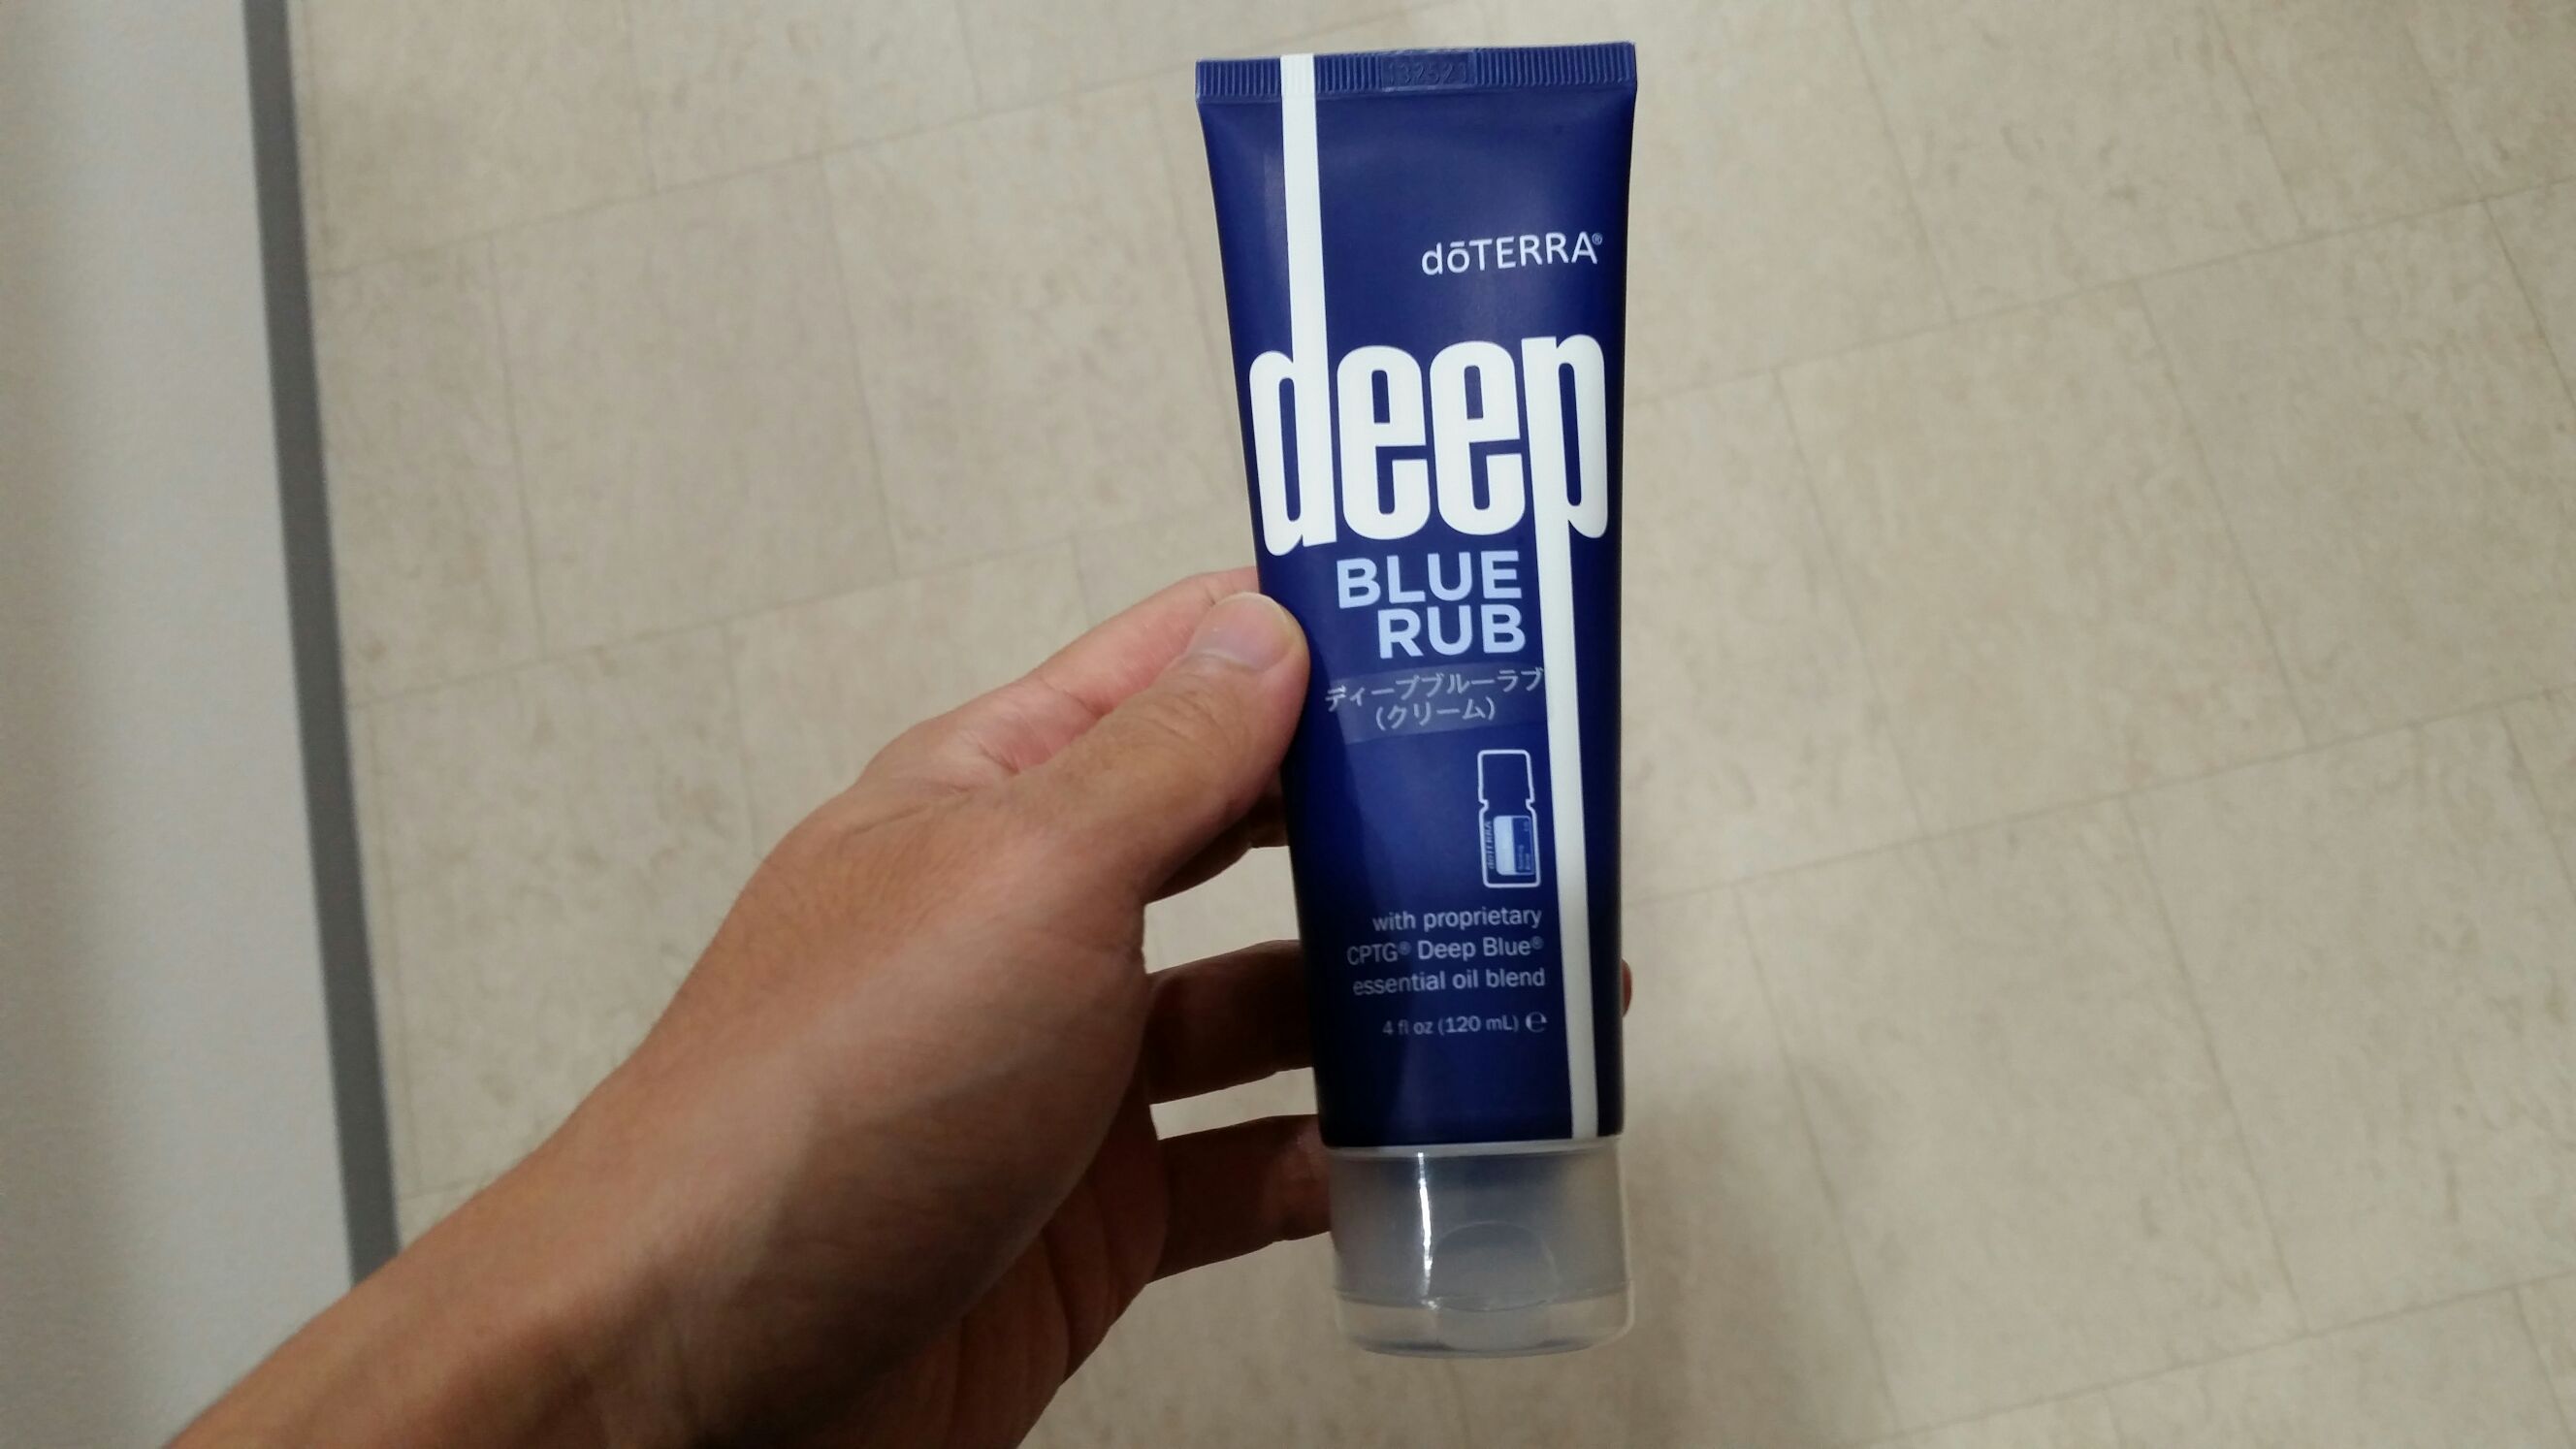 dōTERRA®
deep
BLUE
RUB
ディープブルーラブ
(クリーム)
dōTERRA
with proprietary
CPTG® Deep Blue®
essential oil blend
4 fl oz (120 mL) ℮